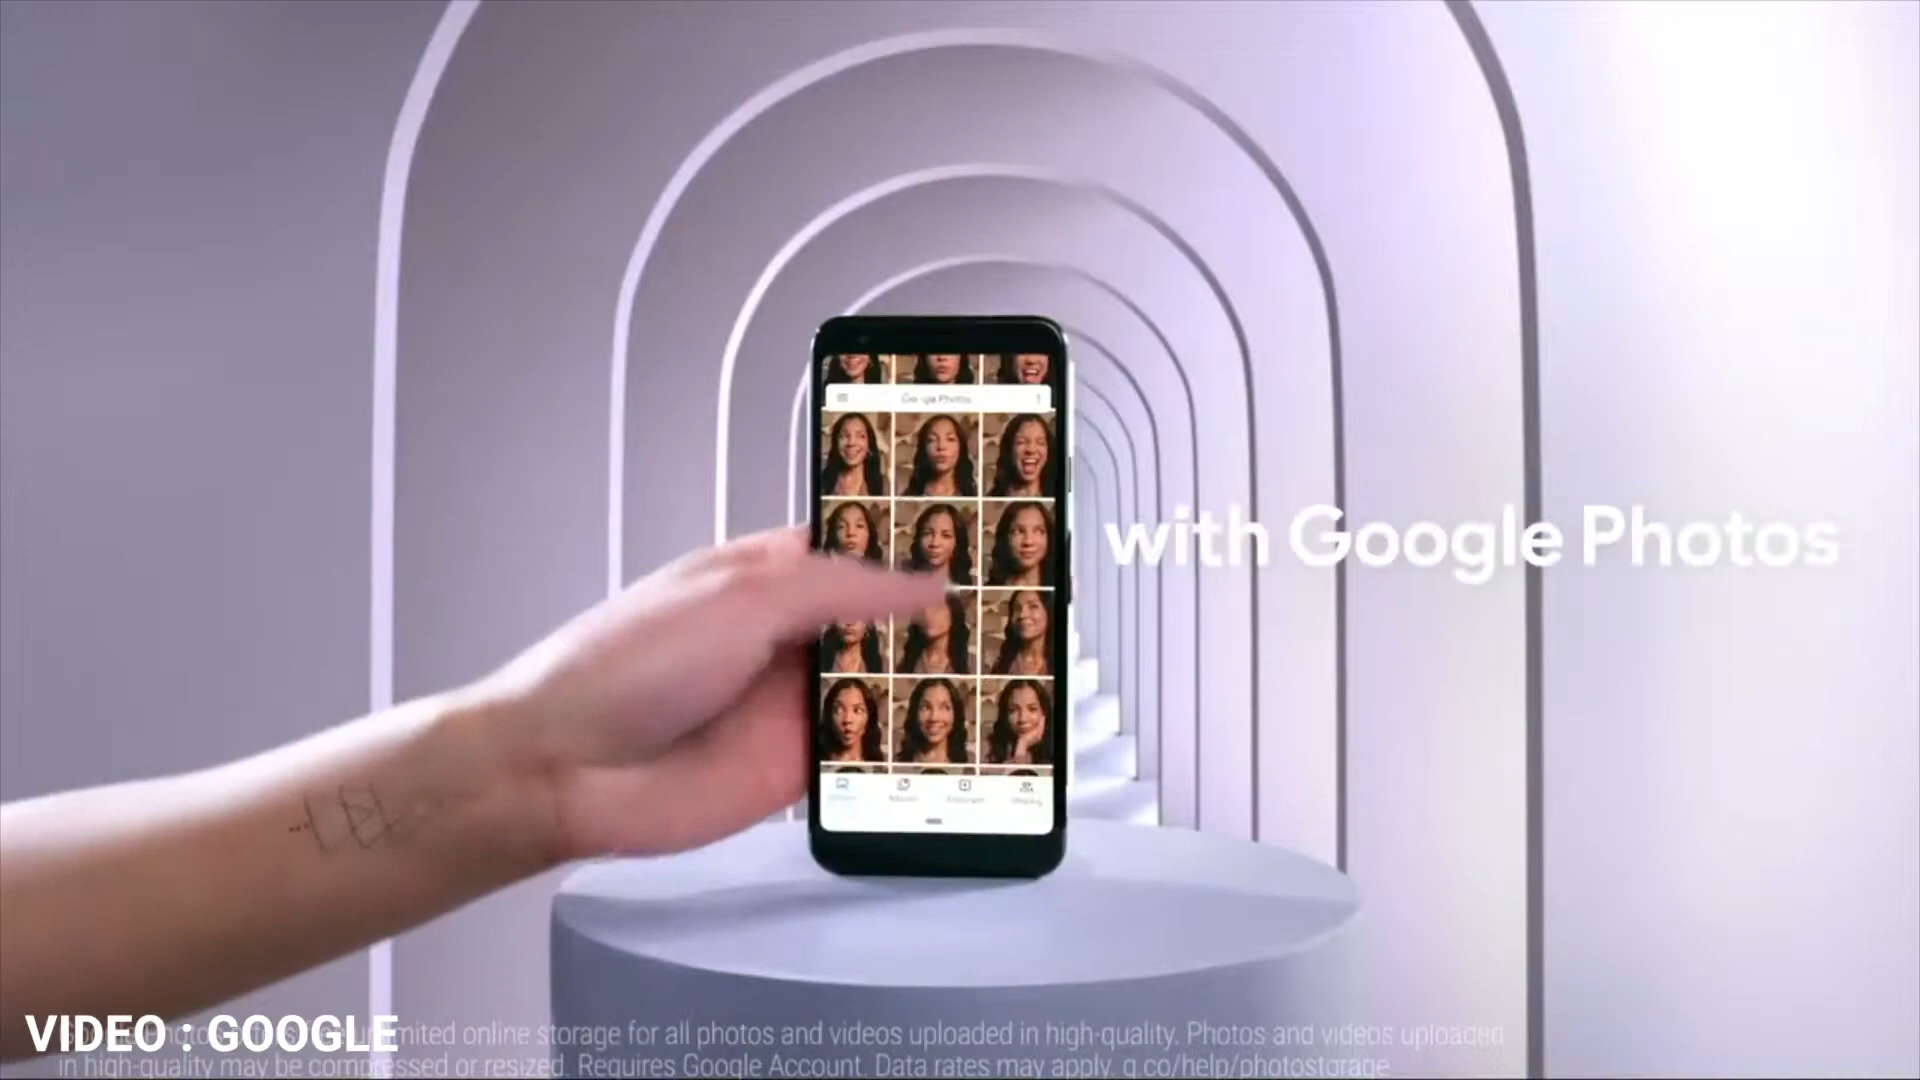 Google Photos
with Google Photos
VIDEO : GOOGLE
online storage for all photos and videos uploaded in high-quality. Photos and videos uploaded
in high-quality may be compressed or resized. Requires Google Account. Data rates may apply. g.co/help/photostorage